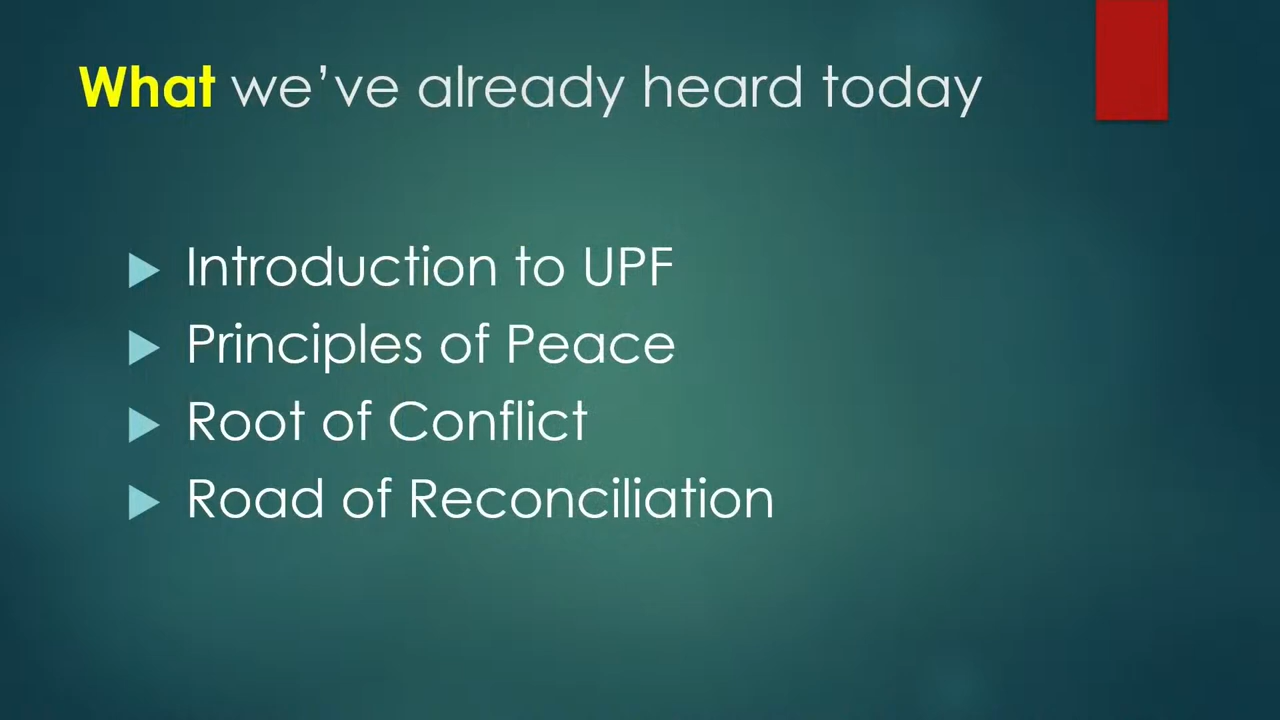 What we’ve already heard today
Introduction to UPF
Principles of Peace
Root of Conflict
Road of Reconciliation